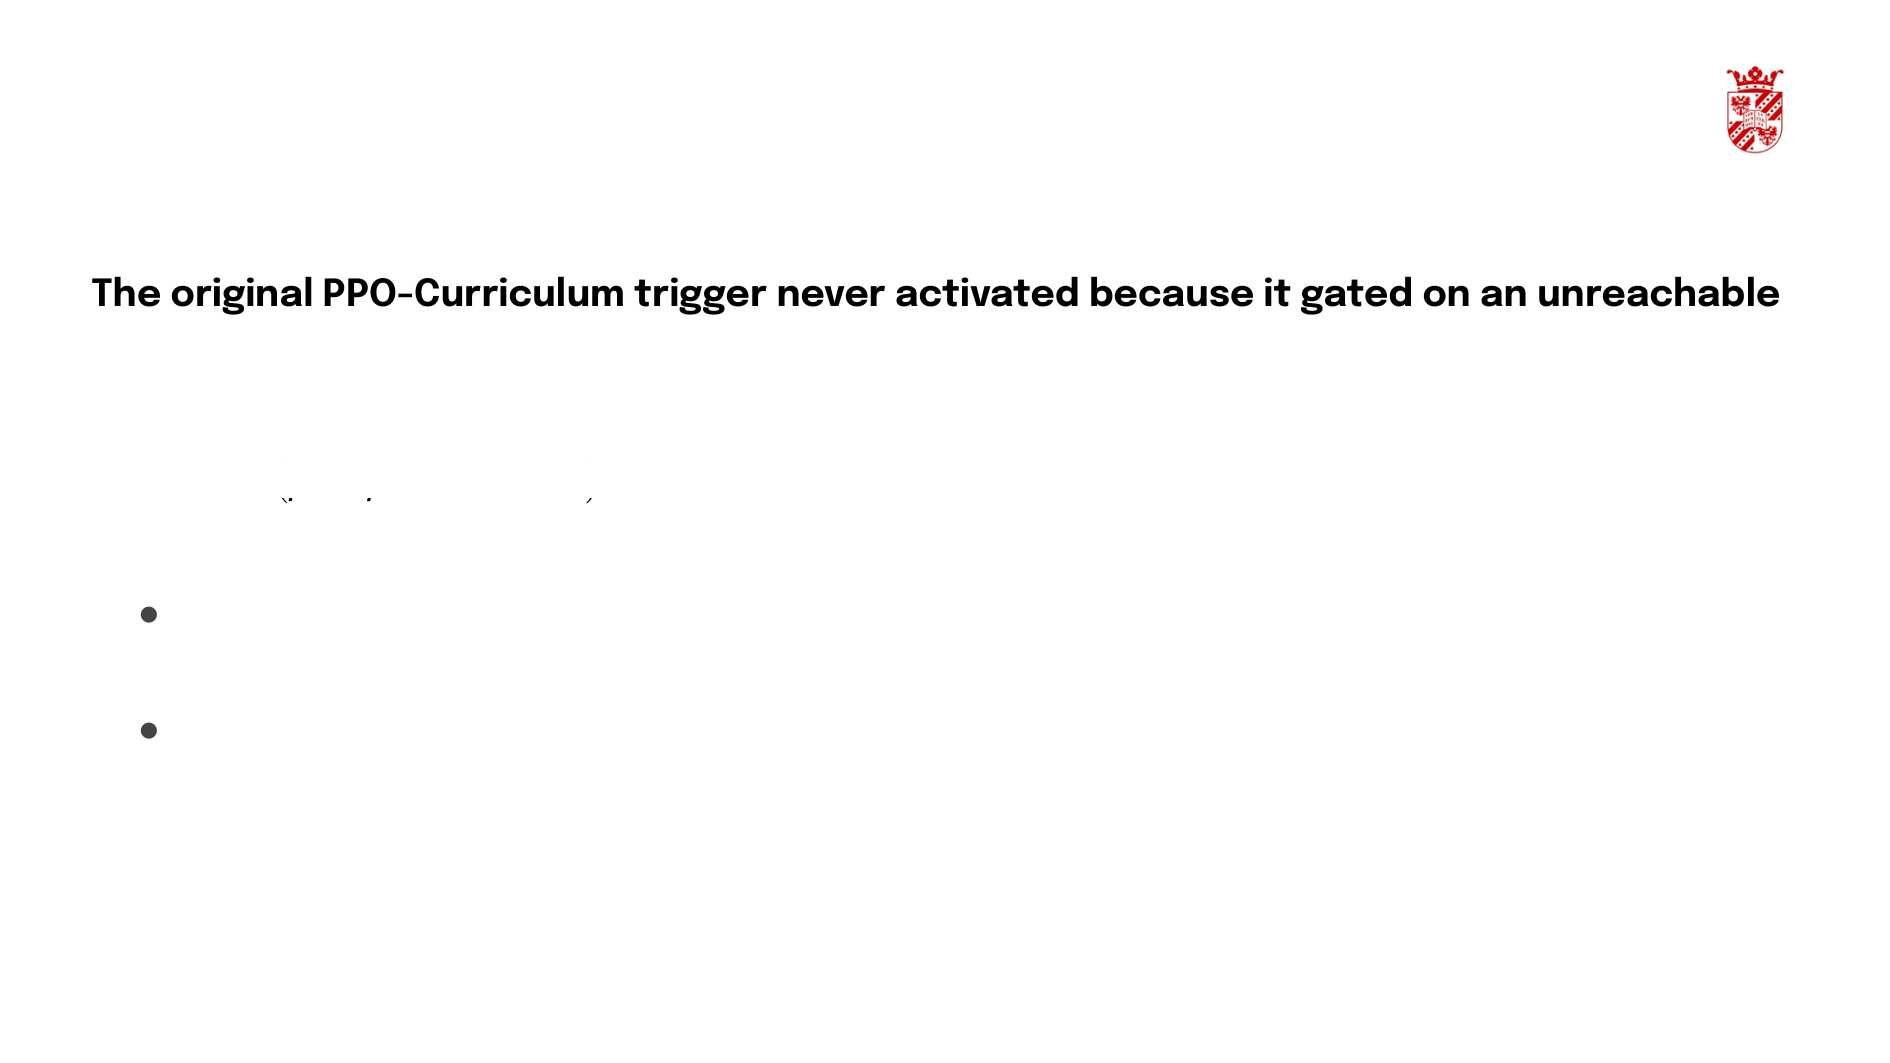 The original PPO-Curriculum trigger never activated because it gated on an unreachable